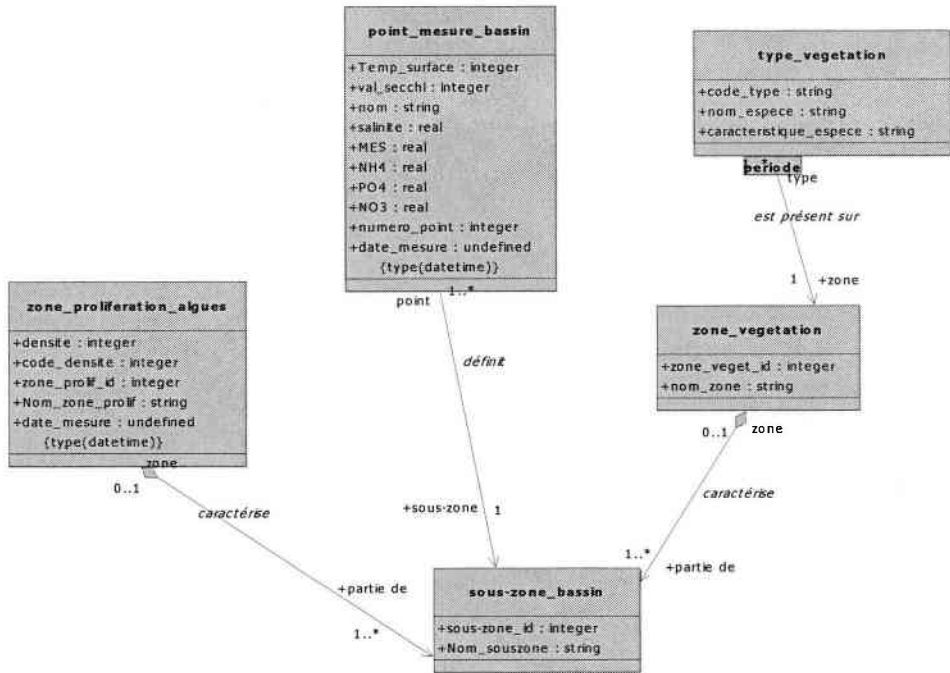 point_mesure_bassin
+Temp_surface : integer
+val_secchi : integer
+nom : string
+salinite : real
+MES : real
+NH4 : real
+PO4 : real
+NO3 : real
+numero_point : integer
+date_mesure : undefined
{type(datetime)}
point
1..*
type_vegetation
+code_type : string
+nom_espece : string
+caracteristique_espece : string
periode
type
est présent sur
1
+zone
zone_proliferation_algues
+densite : integer
+code_densite : integer
+zone_prolif_id : integer
+Nom_zone_prolif : string
+date_mesure : undefined
{type(datetime)}
zone
0..1
définit
zone_vegetation
+zone_veget_id : integer
+nom_zone : string
0..1
zone
caractérise
+sous-zone
1
caractérise
1..*
+partie de
+partie de
1..*
sous-zone_bassin
+sous-zone_id : integer
+Nom_souszone : string